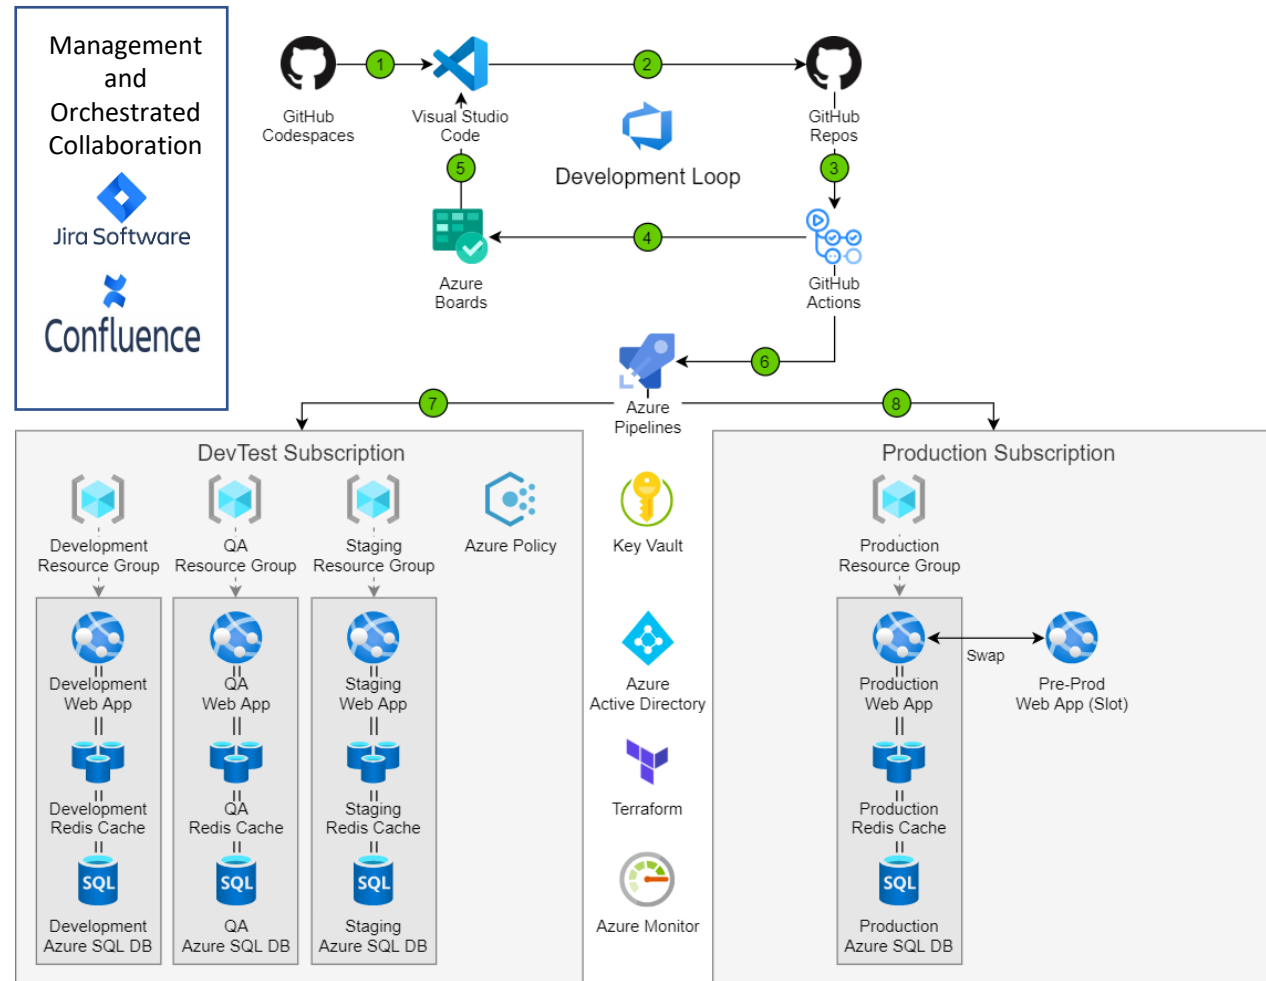 Management
and
Orchestrated
Collaboration
Jira Software
Confluence
GitHub
Codespaces
1
Visual Studio
Code
2
GitHub
Repos
Development Loop
3
5
4
Azure
Boards
GitHub
Actions
6
Azure
Pipelines
7
8
DevTest Subscription
Development
Resource Group
QA
Resource Group
Staging
Resource Group
Azure Policy
Development
Web App
QA
Web App
Staging
Web App
Development
Redis Cache
QA
Redis Cache
Staging
Redis Cache
SQL
SQL
SQL
Development
Azure SQL DB
QA
Azure SQL DB
Staging
Azure SQL DB
Key Vault
Azure
Active Directory
Terraform
Azure Monitor
Production Subscription
Production
Resource Group
Swap
Production
Web App
Pre-Prod
Web App (Slot)
Production
Redis Cache
SQL
Production
Azure SQL DB